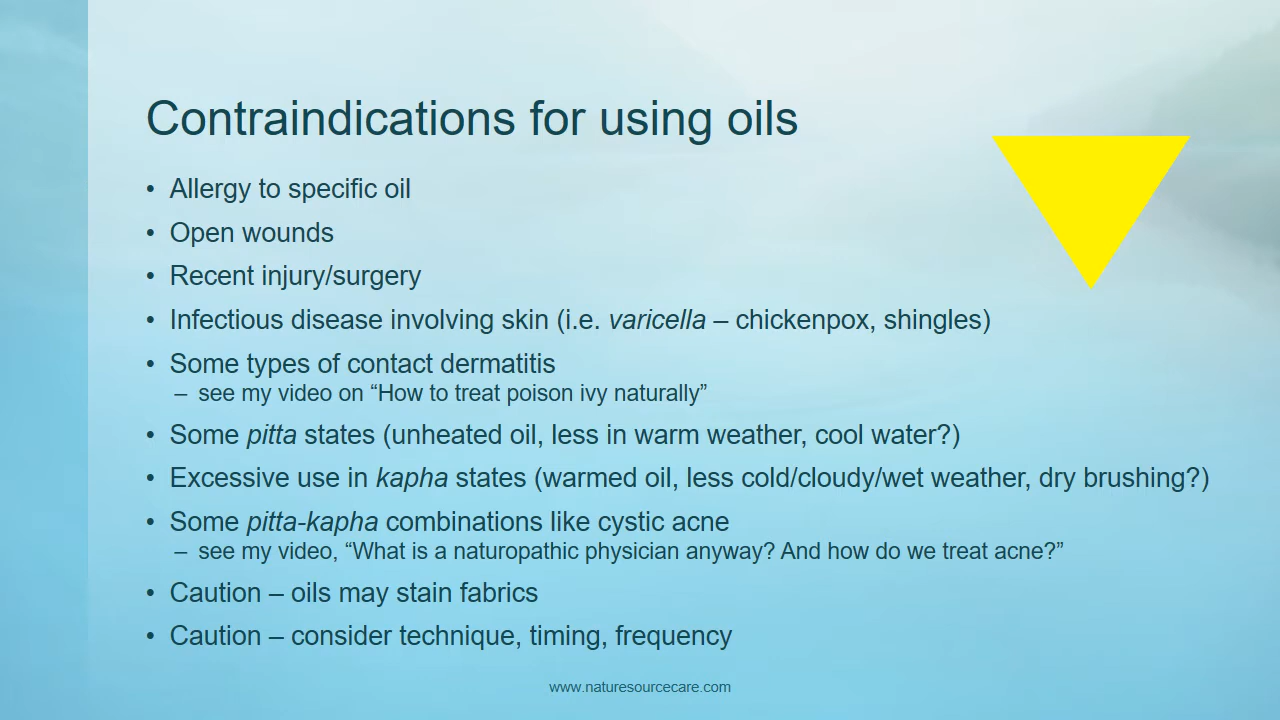 Contraindications for using oils
• Allergy to specific oil
• Open wounds
• Recent injury/surgery
• Infectious disease involving skin (i.e. varicella – chickenpox, shingles)
• Some types of contact dermatitis
– see my video on “How to treat poison ivy naturally”
• Some pitta states (unheated oil, less in warm weather, cool water?)
• Excessive use in kapha states (warmed oil, less cold/cloudy/wet weather, dry brushing?)
• Some pitta-kapha combinations like cystic acne
– see my video, “What is a naturopathic physician anyway? And how do we treat acne?”
• Caution – oils may stain fabrics
• Caution – consider technique, timing, frequency
www.naturesourcecare.com